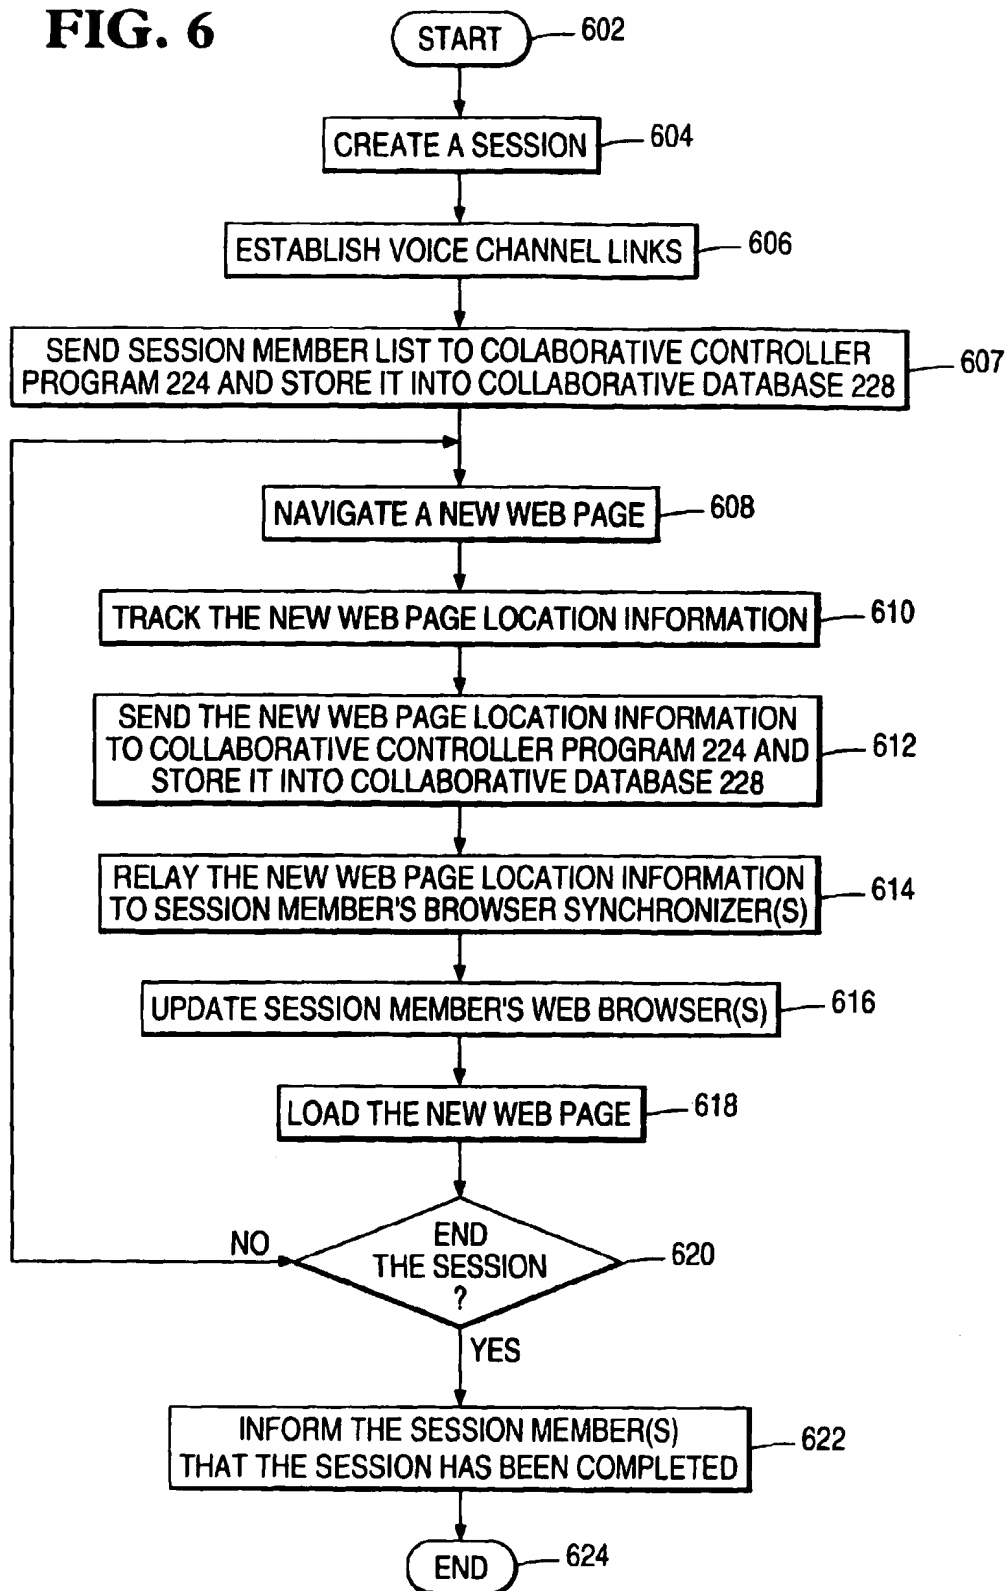 FIG. 6
START
602
CREATE A SESSION
604
ESTABLISH VOICE CHANNEL LINKS
606
SEND SESSION MEMBER LIST TO COLABORATIVE CONTROLLER
PROGRAM 224 AND STORE IT INTO COLLABORATIVE DATABASE 228
607
NAVIGATE A NEW WEB PAGE
608
TRACK THE NEW WEB PAGE LOCATION INFORMATION
610
SEND THE NEW WEB PAGE LOCATION INFORMATION
TO COLLABORATIVE CONTROLLER PROGRAM 224 AND
STORE IT INTO COLLABORATIVE DATABASE 228
612
RELAY THE NEW WEB PAGE LOCATION INFORMATION
TO SESSION MEMBER'S BROWSER SYNCHRONIZER(S)
614
UPDATE SESSION MEMBER'S WEB BROWSER(S)
616
LOAD THE NEW WEB PAGE
618
END
THE SESSION
?
620
NO
YES
INFORM THE SESSION MEMBER(S)
THAT THE SESSION HAS BEEN COMPLETED
622
END
624